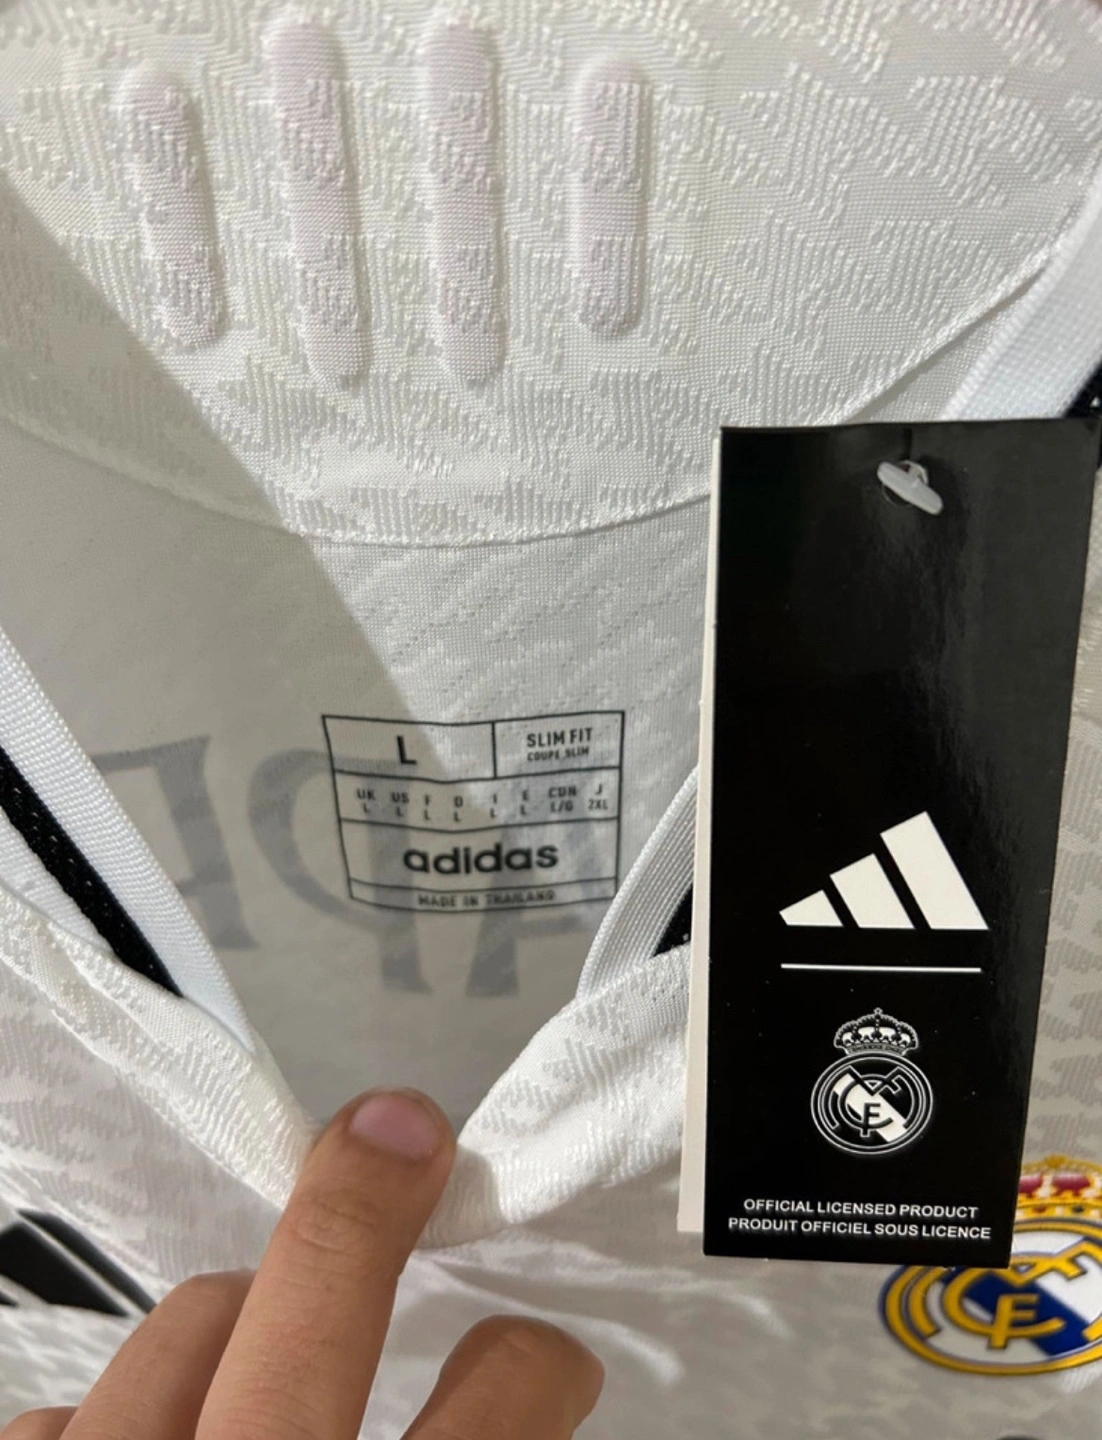 L
SLIM FIT
COUPE SLIM
UK US F D I E CDN J
L L L L L L L/G 2XL
adidas
MADE IN THAILAND
OFFICIAL LICENSED PRODUCT
PRODUIT OFFICIEL SOUS LICENCE